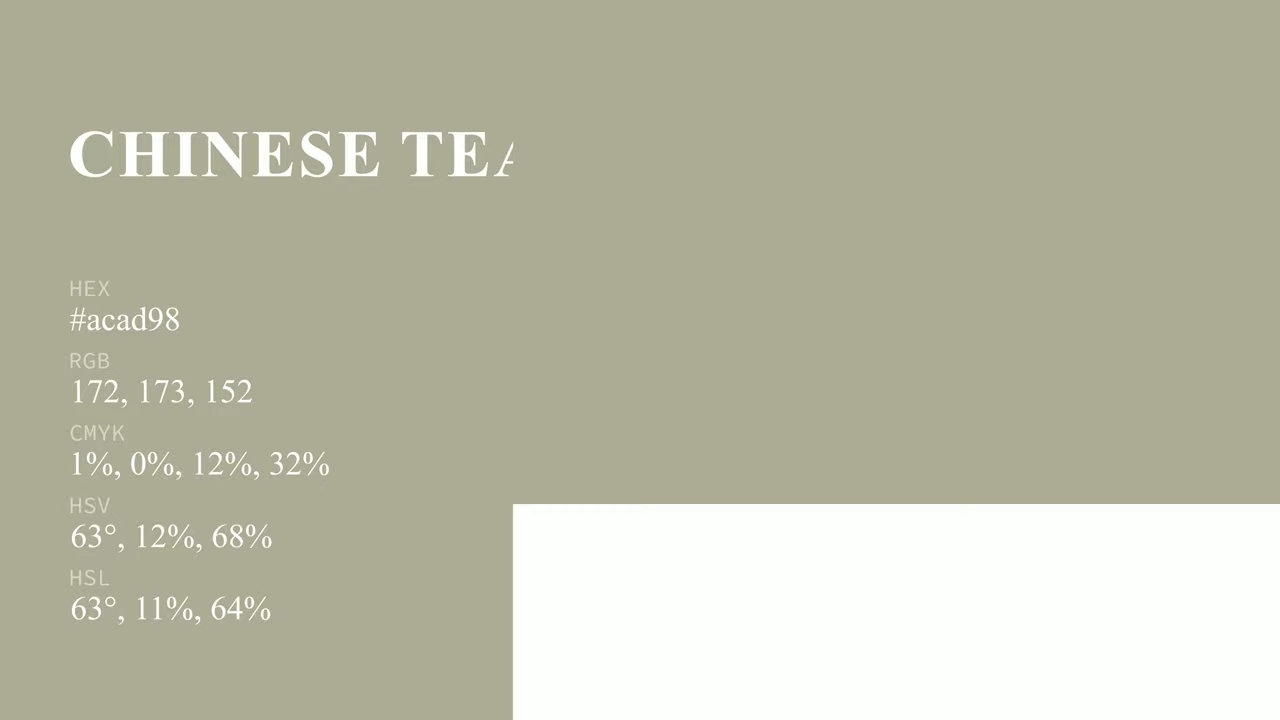 CHINESE TEA
HEX
#acad98
RGB
172, 173, 152
CMYK
1%, 0%, 12%, 32%
HSV
63°, 12%, 68%
HSL
63°, 11%, 64%